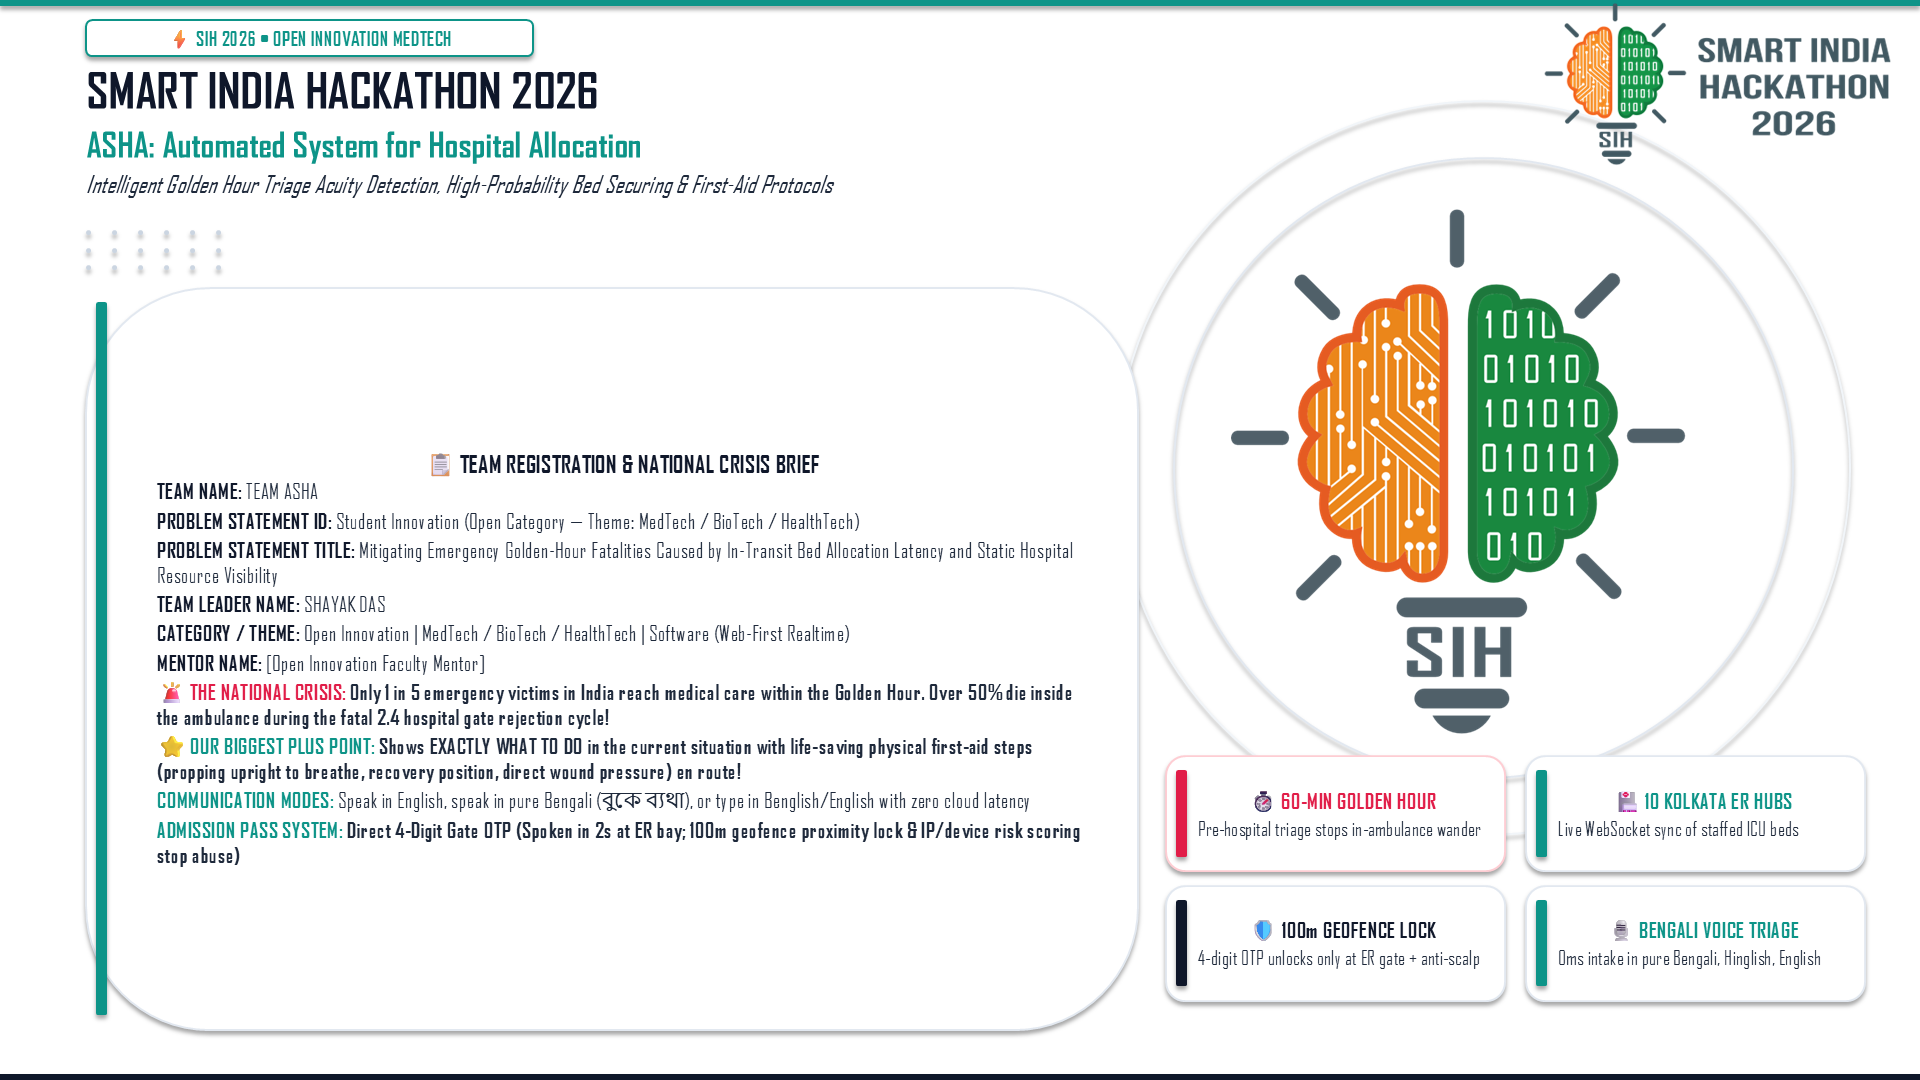 ⚡ SIH 2026 ▪ OPEN INNOVATION MEDTECH
SMART INDIA HACKATHON 2026
ASHA: Automated System for Hospital Allocation
Intelligent Golden Hour Triage Acuity Detection, High-Probability Bed Securing & First-Aid Protocols
SMART INDIA
HACKATHON
2026
101L
01010
101010
010101
10101
0101
SIH
📋 TEAM REGISTRATION & NATIONAL CRISIS BRIEF
TEAM NAME: TEAM ASHA
PROBLEM STATEMENT ID: Student Innovation (Open Category — Theme: MedTech / BioTech / HealthTech)
PROBLEM STATEMENT TITLE: Mitigating Emergency Golden-Hour Fatalities Caused by In-Transit Bed Allocation Latency and Static Hospital
Resource Visibility
TEAM LEADER NAME: SHAYAK DAS
CATEGORY / THEME: Open Innovation | MedTech / BioTech / HealthTech | Software (Web-First Realtime)
MENTOR NAME: [Open Innovation Faculty Mentor]
🚨 THE NATIONAL CRISIS: Only 1 in 5 emergency victims in India reach medical care within the Golden Hour. Over 50% die inside
the ambulance during the fatal 2.4 hospital gate rejection cycle!
⭐ OUR BIGGEST PLUS POINT: Shows EXACTLY WHAT TO DO in the current situation with life-saving physical first-aid steps
(propping upright to breathe, recovery position, direct wound pressure) en route!
COMMUNICATION MODES: Speak in English, speak in pure Bengali (বুকে ব্যথা), or type in Benglish/English with zero cloud latency
ADMISSION PASS SYSTEM: Direct 4-Digit Gate OTP (Spoken in 2s at ER bay; 100m geofence proximity lock & IP/device risk scoring
stop abuse)
101L
01010
101010
010101
10101
010
SIH
⏱ 60-MIN GOLDEN HOUR
Pre-hospital triage stops in-ambulance wander
🏥 10 KOLKATA ER HUBS
Live WebSocket sync of staffed ICU beds
🛡 100m GEOFENCE LOCK
4-digit OTP unlocks only at ER gate + anti-scalp
🎙 BENGALI VOICE TRIAGE
0ms intake in pure Bengali, Hinglish, English